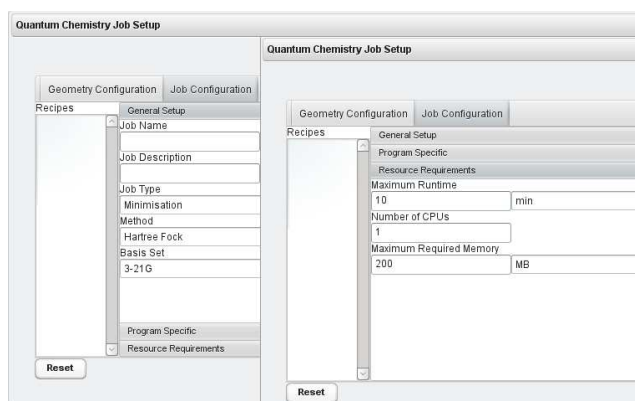 Quantum Chemistry Job Setup
Geometry Configuration Job Configuration
Recipes
General Setup
Job Name
Job Description
Job Type
Minimisation
Method
Hartree Fock
Basis Set
3-21G
Program Specific
Resource Requirements
Reset
Quantum Chemistry Job Setup
Geometry Configuration Job Configuration
Recipes
General Setup
Program Specific
Resource Requirements
Maximum Runtime
10 min
Number of CPUs
1
Maximum Required Memory
200 MB
Reset